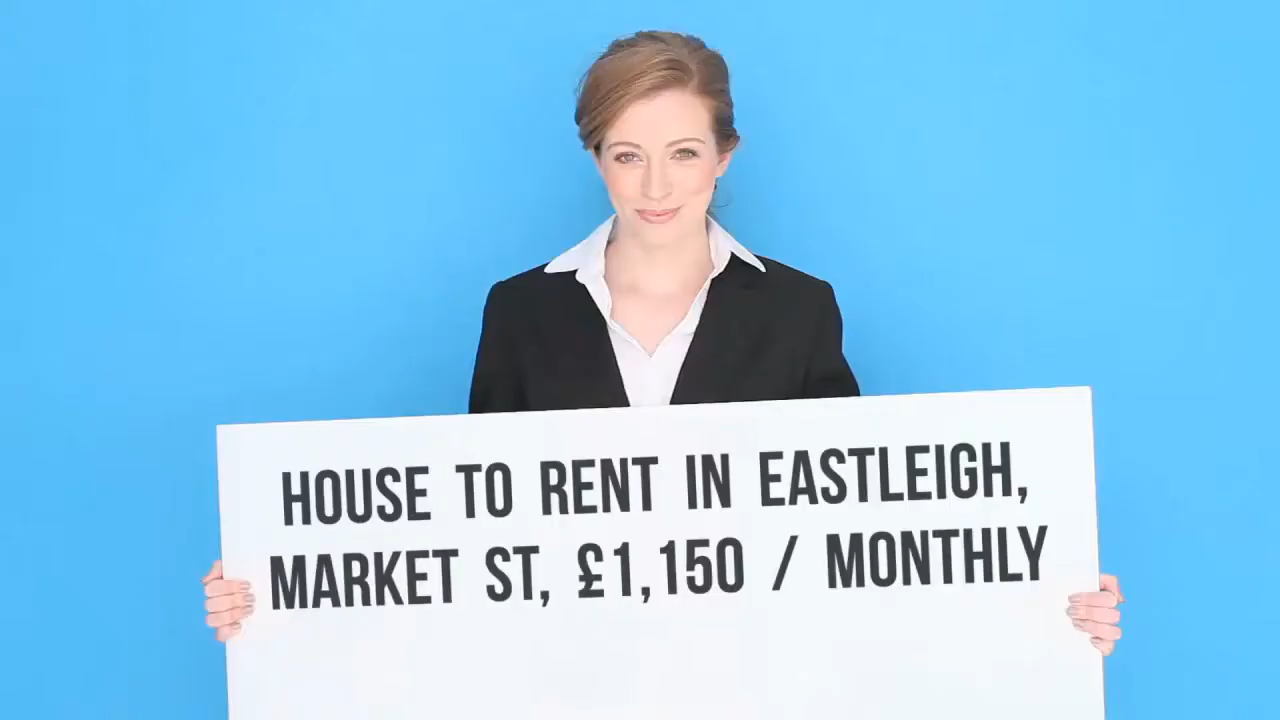 HOUSE TO RENT IN EASTLEIGH,
MARKET ST, £1,150 / MONTHLY